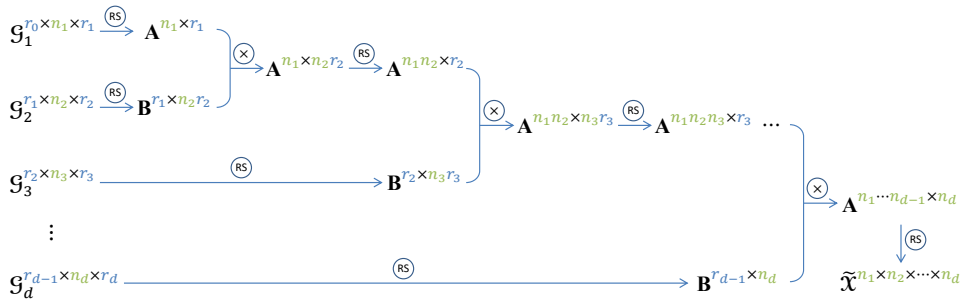 𝒢₁^{r₀×n₁×r₁} RS A^{n₁×r₁}
× A^{n₁×n₂r₂} RS A^{n₁n₂×r₂}
𝒢₂^{r₁×n₂×r₂} RS B^{r₁×n₂r₂}
× A^{n₁n₂×n₃r₃} RS A^{n₁n₂n₃×r₃} ⋯
𝒢₃^{r₂×n₃×r₃} RS B^{r₂×n₃r₃}
× A^{n₁⋯n_{d−1}×n_d}
⋮ RS
𝒢_d^{r_{d−1}×n_d×r_d} RS B^{r_{d−1}×n_d} 𝒳̃^{n₁×n₂×⋯×n_d}